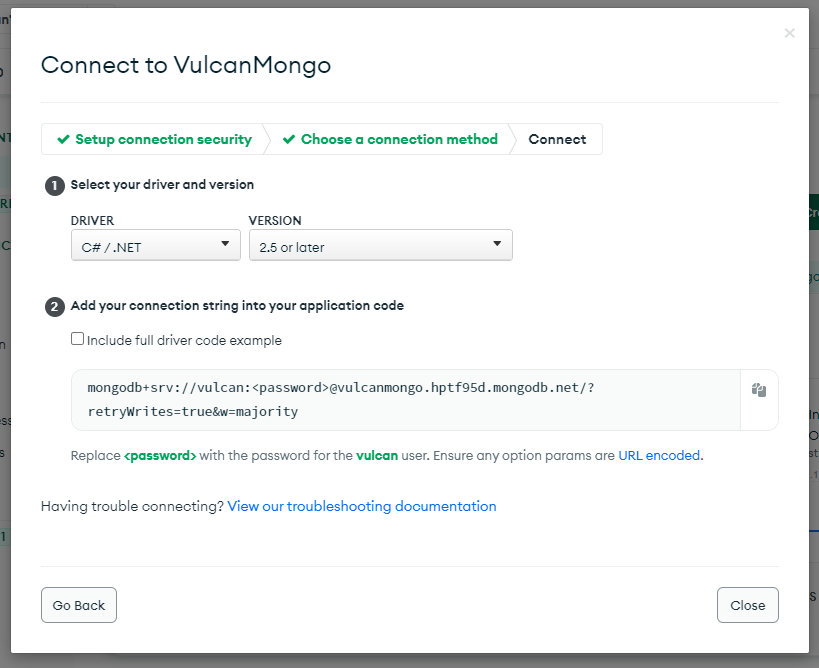 Connect to VulcanMongo
Setup connection security
Choose a connection method
Connect
1 Select your driver and version
DRIVER
VERSION
C# / .NET
2.5 or later
2 Add your connection string into your application code
Include full driver code example
mongodb+srv://vulcan:<password>@vulcanmongo.hptf95d.mongodb.net/?
retryWrites=true&w=majority
Replace <password> with the password for the vulcan user. Ensure any option params are URL encoded.
Having trouble connecting? View our troubleshooting documentation
Go Back
Close